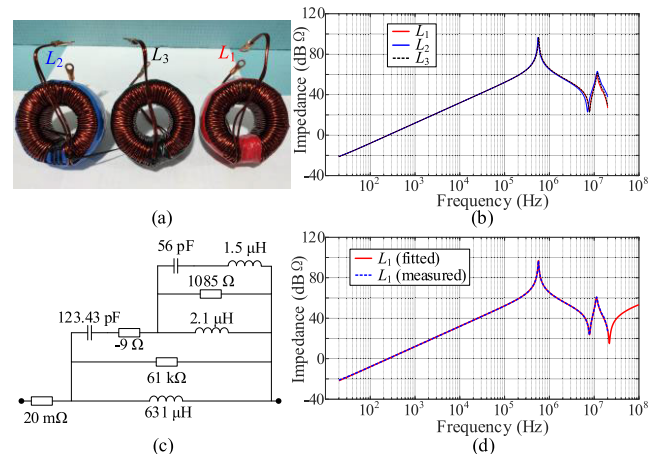 (a)
L2
L3
L1
(b)
Impedance (dB Ω)
120
80
40
0
-40
L1
L2
L3
10^2 10^3 10^4 10^5 10^6 10^7 10^8
Frequency (Hz)
(c)
56 pF
1.5 μH
1085 Ω
123.43 pF
-9 Ω
2.1 μH
61 kΩ
20 mΩ
631 μH
(d)
Impedance (dB Ω)
120
80
40
0
-40
L1 (fitted)
L1 (measured)
10^2 10^3 10^4 10^5 10^6 10^7 10^8
Frequency (Hz)